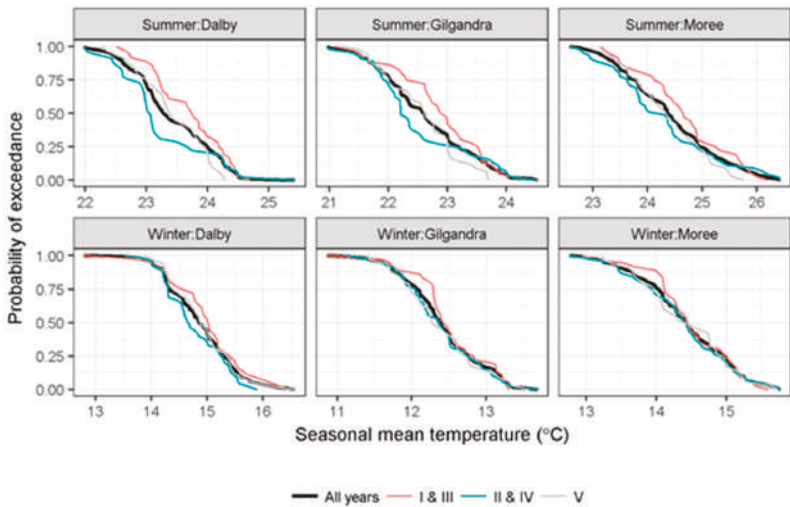 Summer:Dalby
Summer:Gilgandra
Summer:Moree
1.00
0.75
0.50
0.25
0.00
22 23 24 25
21 22 23 24
23 24 25 26
Winter:Dalby
Winter:Gilgandra
Winter:Moree
1.00
0.75
0.50
0.25
0.00
13 14 15 16
11 12 13
13 14 15
Probability of exceedance
Seasonal mean temperature (°C)
All years I & III II & IV V